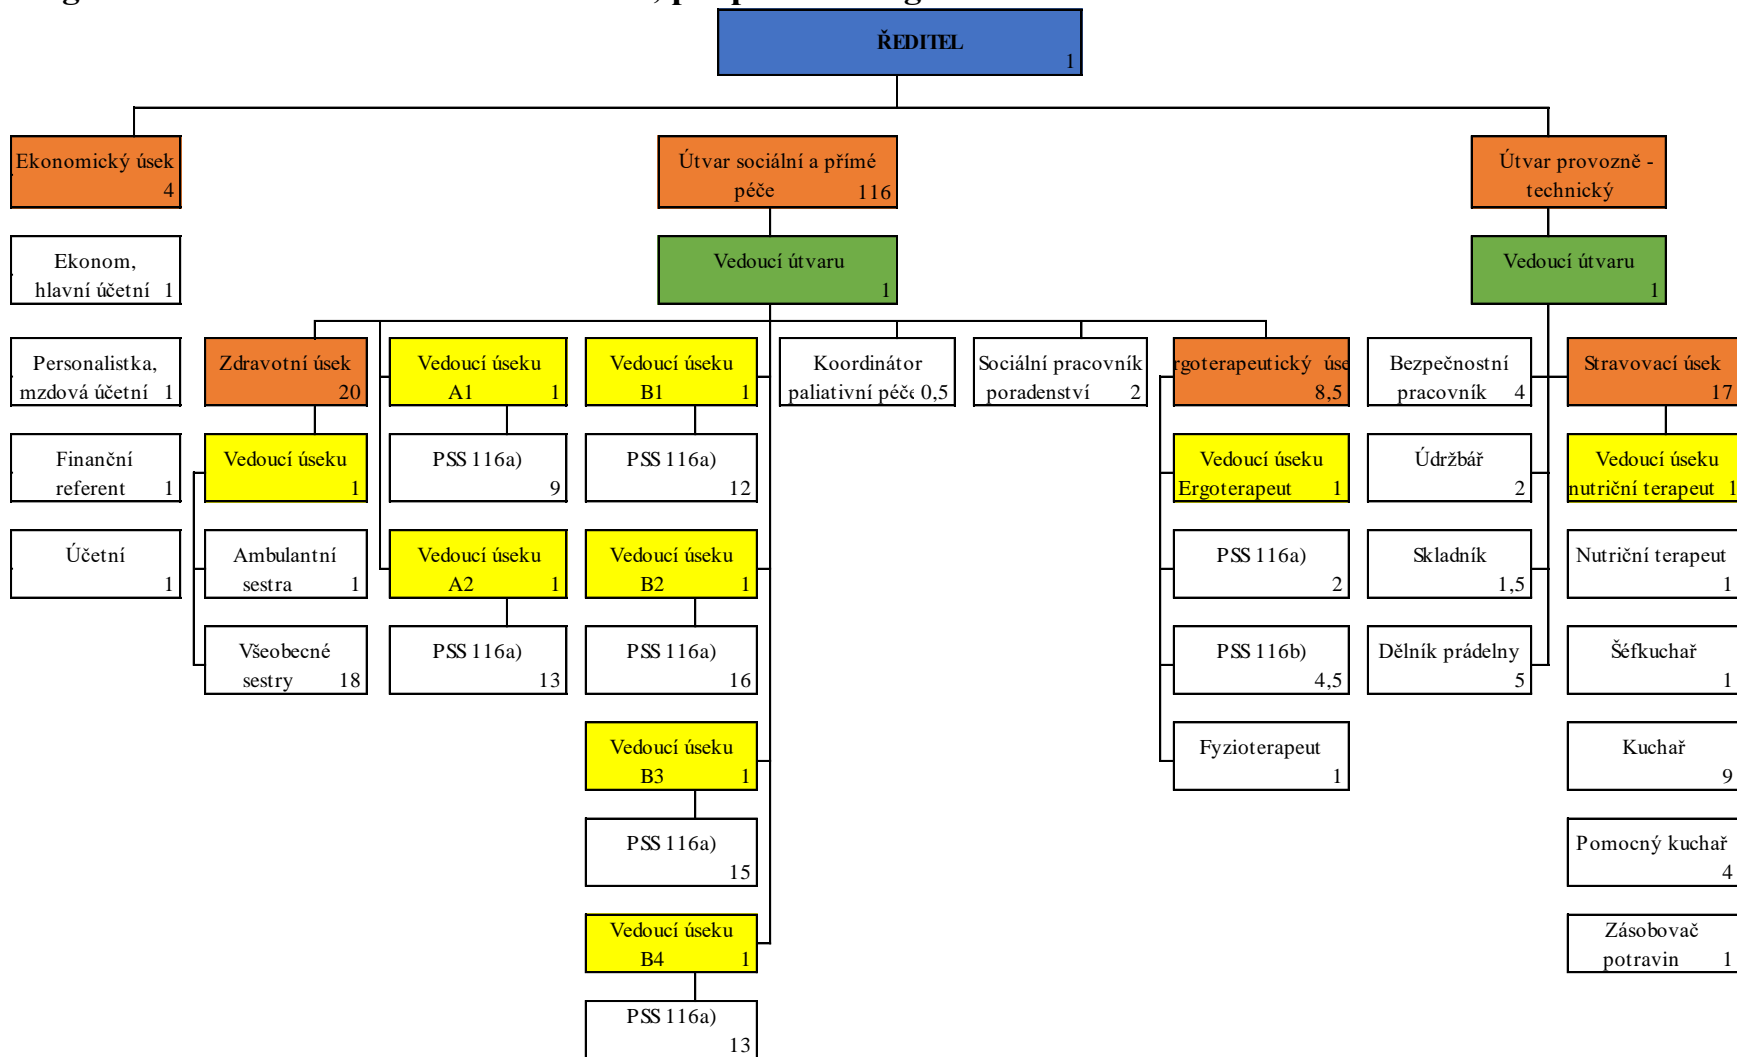 ŘEDITEL
1
Ekonomický úsek
4
Útvar sociální a přímé
péče 116
Útvar provozně -
technický
Ekonom,
hlavní účetní 1
Vedoucí útvaru
1
Vedoucí útvaru
1
Personalistka,
mzdová účetní 1
Zdravotní úsek
20
Vedoucí úseku
A1 1
Vedoucí úseku
B1 1
Koordinátor
paliativní péče 0,5
Sociální pracovník
poradenství 2
rgoterapeutický úse
8,5
Bezpečnostní
pracovník 4
Stravovací úsek
17
Finanční
referent 1
Vedoucí úseku
1
PSS 116a)
9
PSS 116a)
12
Vedoucí úseku
Ergoterapeut 1
Údržbář
2
Vedoucí úseku
nutriční terapeut 1
Účetní
1
Ambulantní
sestra 1
Vedoucí úseku
A2 1
Vedoucí úseku
B2 1
PSS 116a)
2
Skladník
1,5
Nutriční terapeut
1
Všeobecné
sestry 18
PSS 116a)
13
PSS 116a)
16
PSS 116b)
4,5
Dělník prádelny
5
Šéfkuchař
1
Vedoucí úseku
B3 1
Fyzioterapeut
1
Kuchař
9
PSS 116a)
15
Pomocný kuchař
4
Vedoucí úseku
B4 1
Zásobovač
potravin 1
PSS 116a)
13